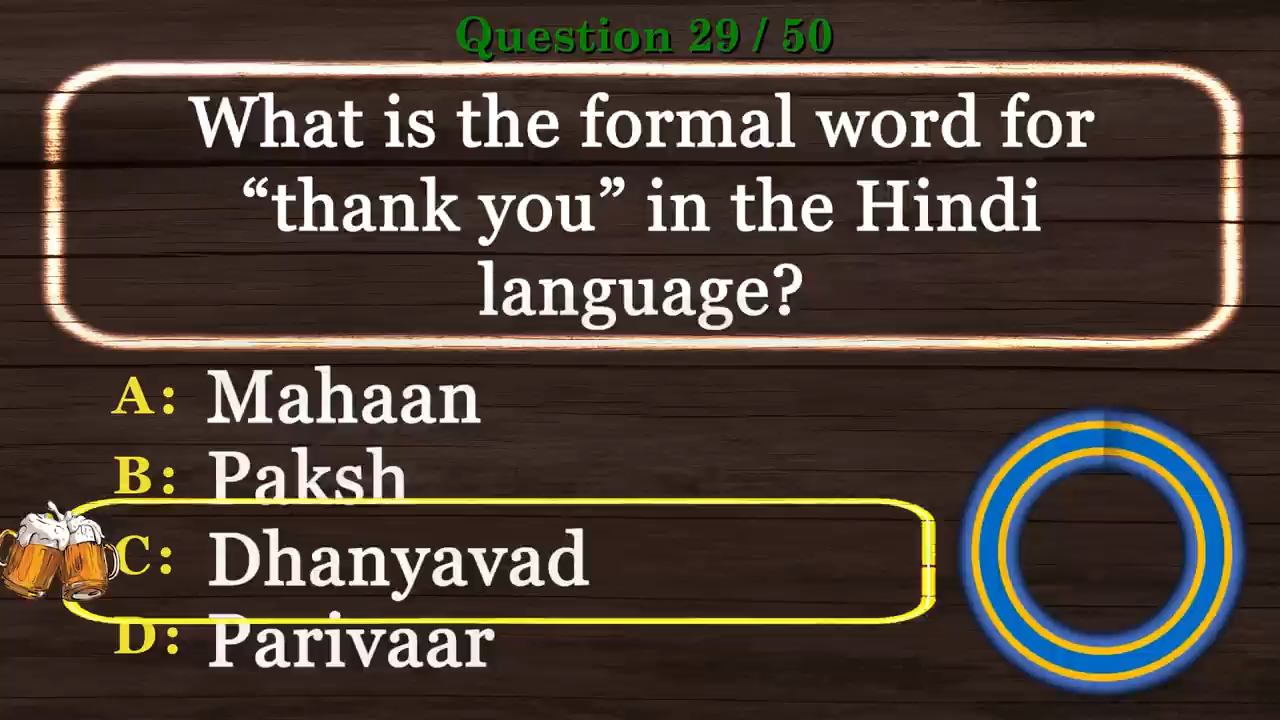 Question 29 / 50
What is the formal word for
“thank you” in the Hindi
language?
A: Mahaan
B: Paksh
C: Dhanyavad
D: Parivaar